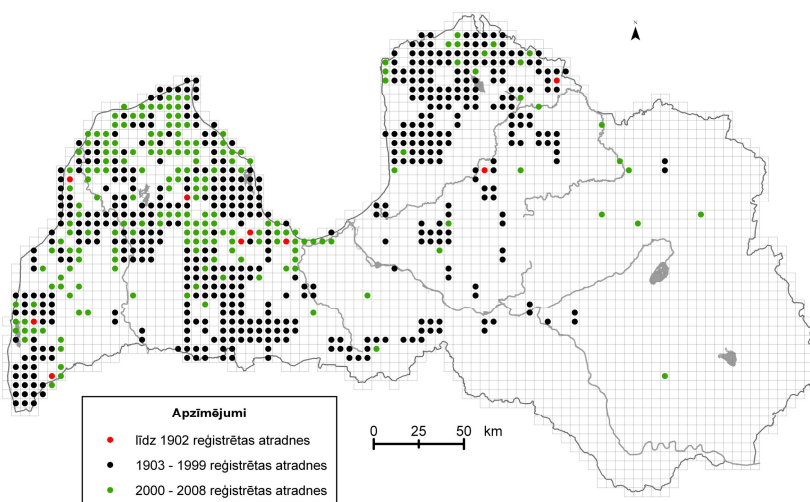 N
Apzīmējumi
līdz 1902 reģistrētas atradnes
1903 - 1999 reģistrētas atradnes
2000 - 2008 reģistrētas atradnes
0 25 50 km